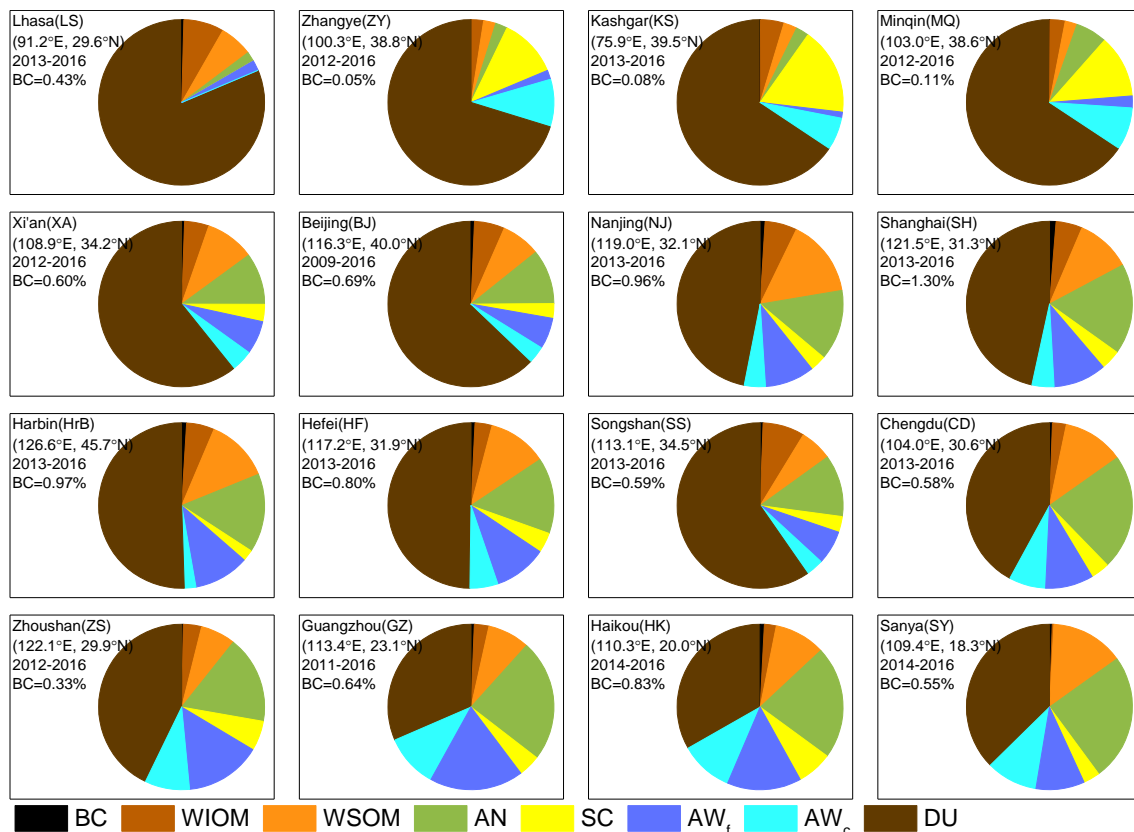 Lhasa(LS)
(91.2°E, 29.6°N)
2013-2016
BC=0.43%
Zhangye(ZY)
(100.3°E, 38.8°N)
2012-2016
BC=0.05%
Kashgar(KS)
(75.9°E, 39.5°N)
2013-2016
BC=0.08%
Minqin(MQ)
(103.0°E, 38.6°N)
2012-2016
BC=0.11%
Xi'an(XA)
(108.9°E, 34.2°N)
2012-2016
BC=0.60%
Beijing(BJ)
(116.3°E, 40.0°N)
2009-2016
BC=0.69%
Nanjing(NJ)
(119.0°E, 32.1°N)
2013-2016
BC=0.96%
Shanghai(SH)
(121.5°E, 31.3°N)
2013-2016
BC=1.30%
Harbin(HrB)
(126.6°E, 45.7°N)
2013-2016
BC=0.97%
Hefei(HF)
(117.2°E, 31.9°N)
2013-2016
BC=0.80%
Songshan(SS)
(113.1°E, 34.5°N)
2013-2016
BC=0.59%
Chengdu(CD)
(104.0°E, 30.6°N)
2013-2016
BC=0.58%
Zhoushan(ZS)
(122.1°E, 29.9°N)
2012-2016
BC=0.33%
Guangzhou(GZ)
(113.4°E, 23.1°N)
2011-2016
BC=0.64%
Haikou(HK)
(110.3°E, 20.0°N)
2014-2016
BC=0.83%
Sanya(SY)
(109.4°E, 18.3°N)
2014-2016
BC=0.55%
BC WIOM WSOM AN SC AW_f AW_c DU